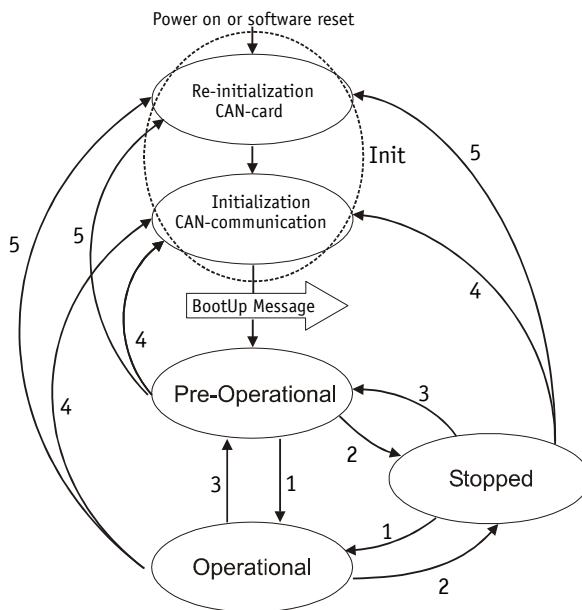 Power on or software reset
Re-initialization
CAN-card
Init
Initialization
CAN-communication
5
5
5
4
BootUp Message
4
4
Pre-Operational
3
2
3
1
Stopped
1
Operational
2